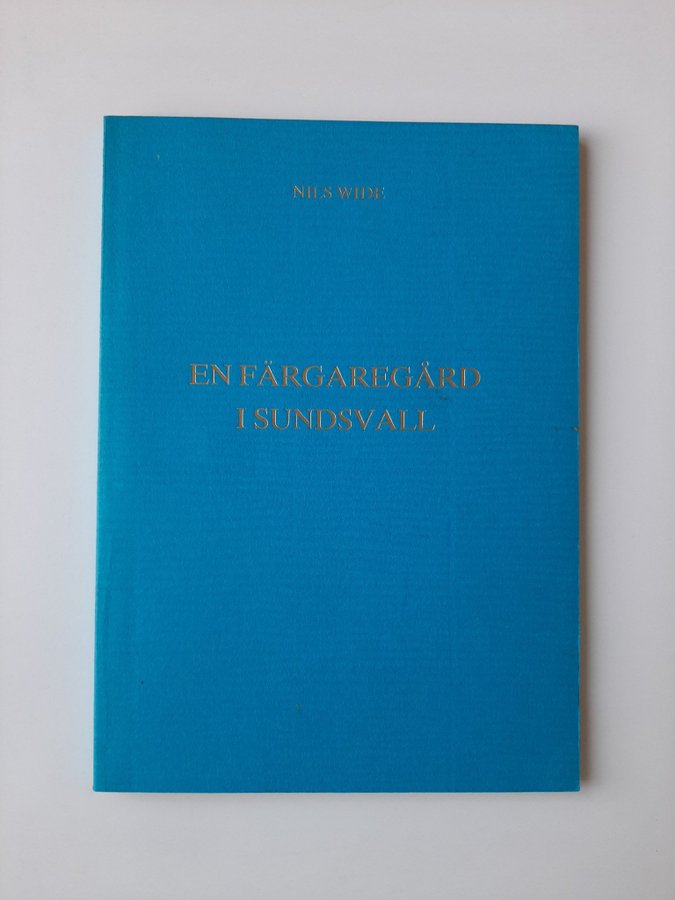 NILS WIDE
EN FÄRGAREGÅRD
I SUNDSVALL